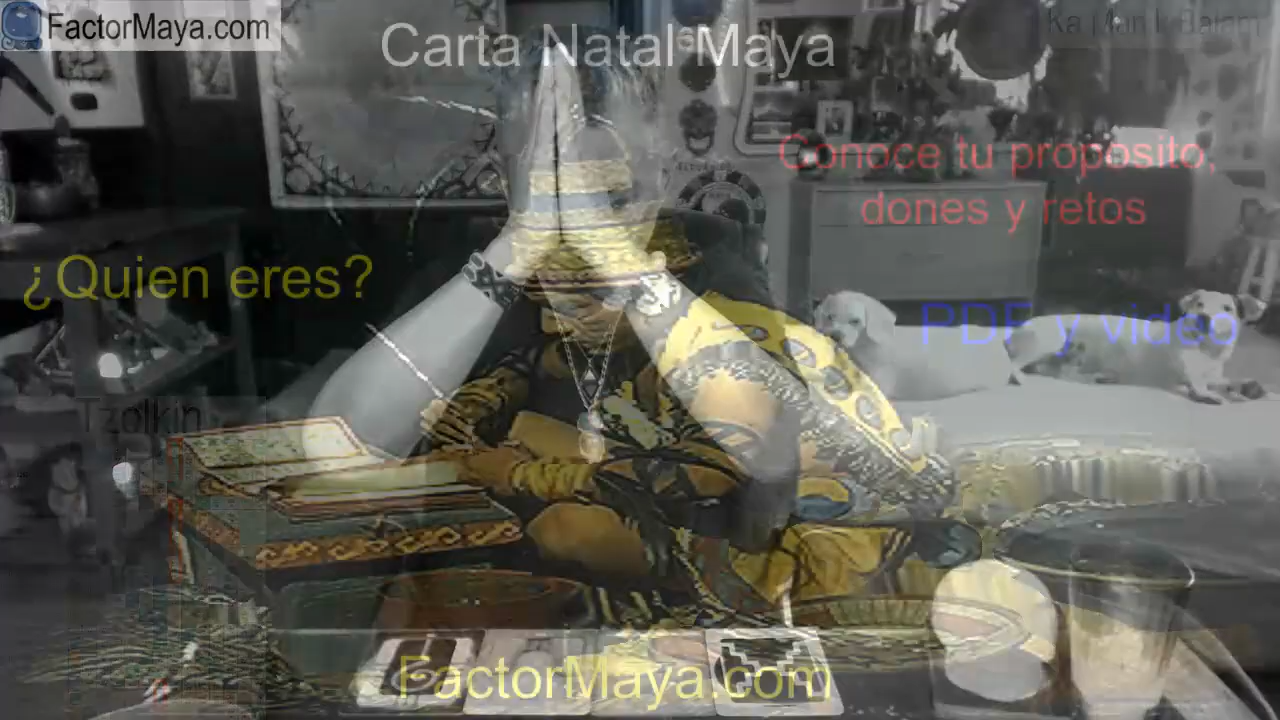 FactorMaya.com
Carta Natal Maya
Conoce tu proposito,
dones y retos
¿Quien eres?
PDF y video
Tzolkin
FactorMaya.com